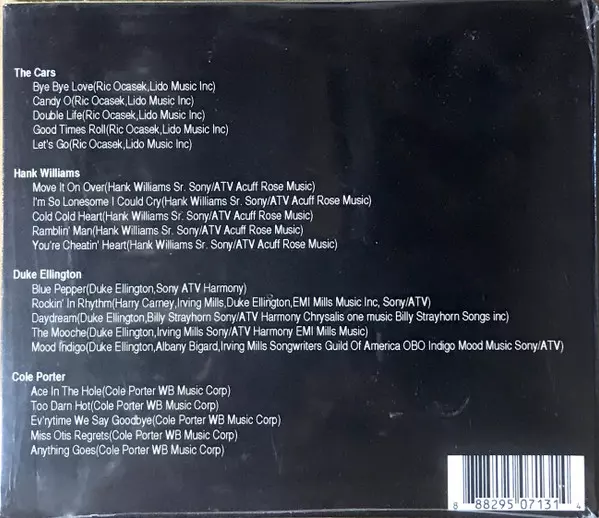 The Cars
Bye Bye Love(Ric Ocasek,Lido Music Inc)
Candy O(Ric Ocasek,Lido Music Inc)
Double Life(Ric Ocasek,Lido Music Inc)
Good Times Roll(Ric Ocasek,Lido Music Inc)
Let's Go(Ric Ocasek,Lido Music Inc)
Hank Williams
Move It On Over(Hank Williams Sr. Sony/ATV Acuff Rose Music)
I'm So Lonesome I Could Cry(Hank Williams Sr. Sony/ATV Acuff Rose Music)
Cold Cold Heart(Hank Williams Sr. Sony/ATV Acuff Rose Music)
Ramblin' Man(Hank Williams Sr. Sony/ATV Acuff Rose Music)
You're Cheatin' Heart(Hank Williams Sr. Sony/ATV Acuff Rose Music)
Duke Ellington
Blue Pepper(Duke Ellington,Sony ATV Harmony)
Rockin' In Rhythm(Harry Carney,Irving Mills,Duke Ellington,EMI Mills Music Inc, Sony/ATV)
Daydream(Duke Ellington,Billy Strayhorn Sony/ATV Harmony Chrysalis one music Billy Strayhorn Songs inc)
The Mooche(Duke Ellington,Irving Mills Sony/ATV Harmony EMI Mills Music)
Mood Indigo(Duke Ellington,Albany Bigard,Irving Mills Songwriters Guild Of America OBO Indigo Mood Music Sony/ATV)
Cole Porter
Ace In The Hole(Cole Porter WB Music Corp)
Too Darn Hot(Cole Porter WB Music Corp)
Ev'rytime We Say Goodbye(Cole Porter WB Music Corp)
Miss Otis Regrets(Cole Porter WB Music Corp)
Anything Goes(Cole Porter WB Music Corp)
8 88295 07131 4